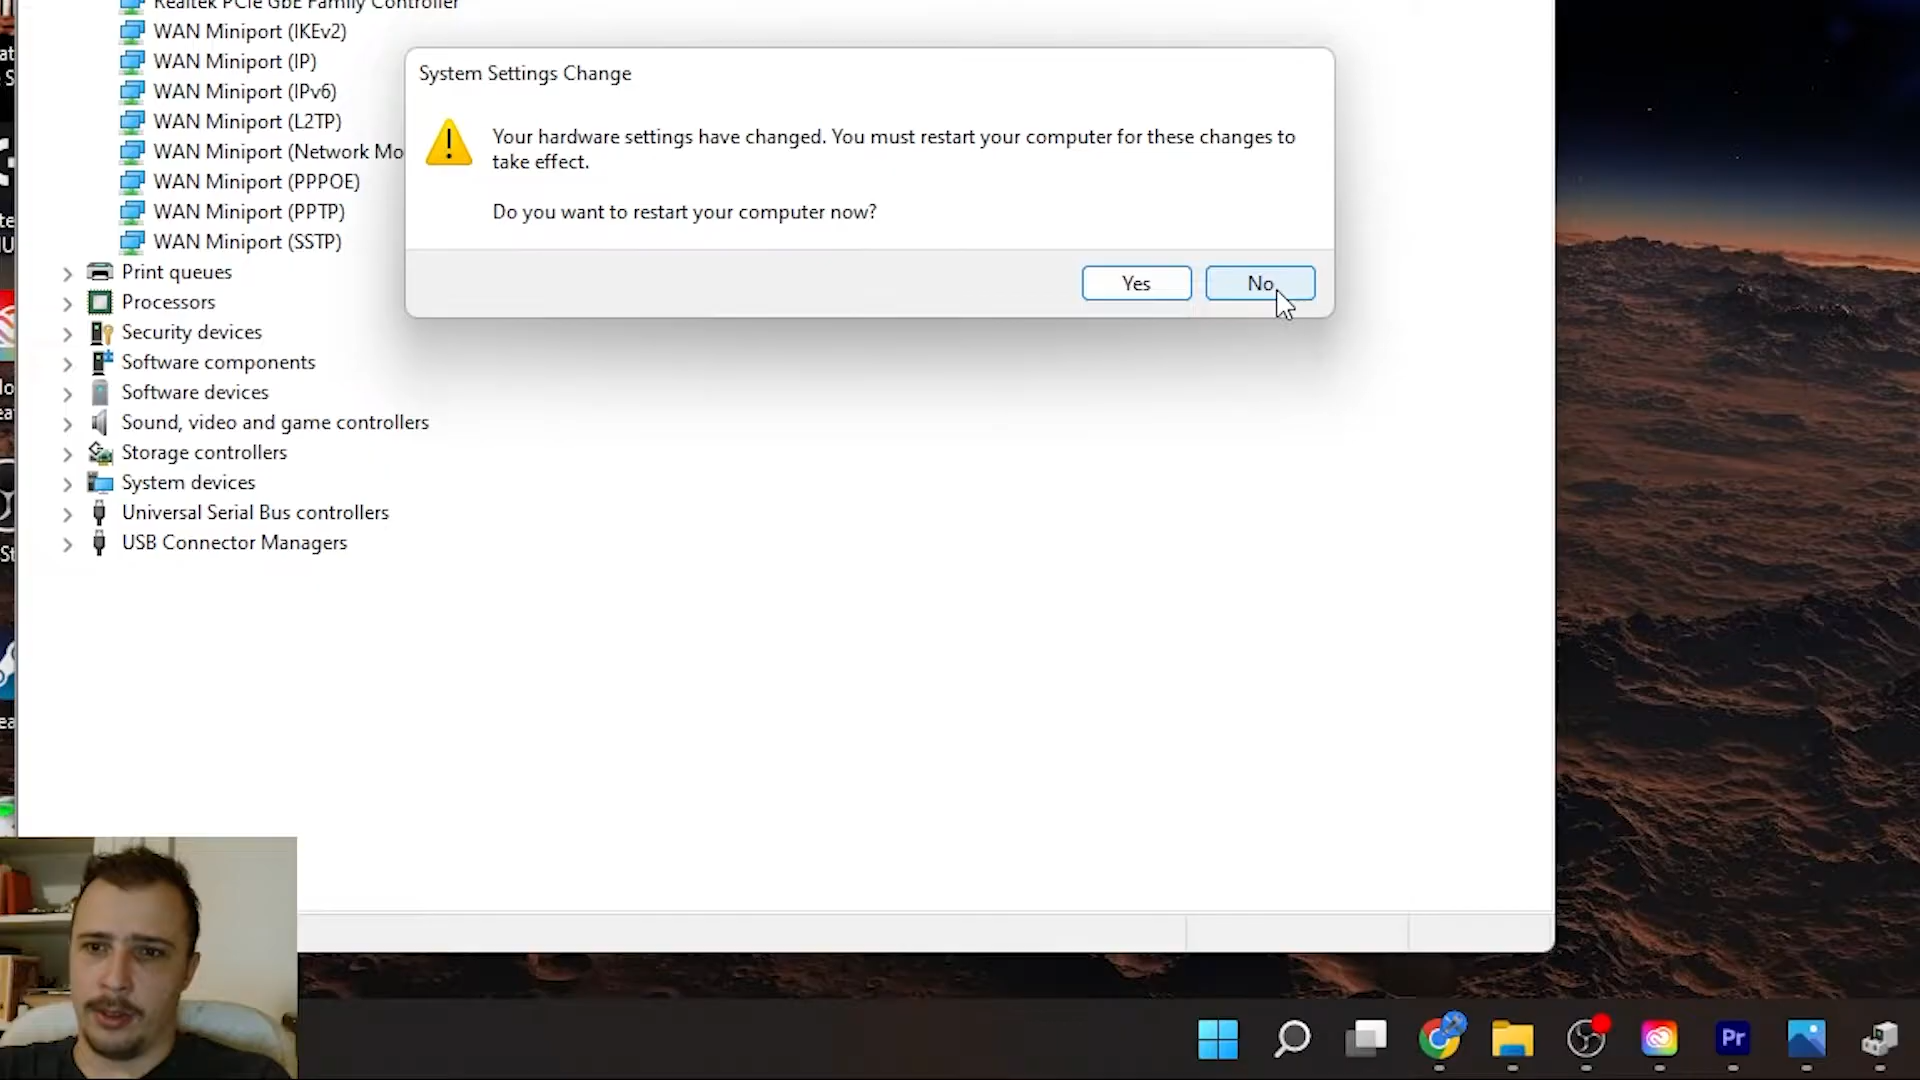 Realtek PCIe GbE Family Controller
WAN Miniport (IKEv2)
WAN Miniport (IP)
WAN Miniport (IPv6)
WAN Miniport (L2TP)
WAN Miniport (Network Mo
WAN Miniport (PPPOE)
WAN Miniport (PPTP)
WAN Miniport (SSTP)
Print queues
Processors
Security devices
Software components
Software devices
Sound, video and game controllers
Storage controllers
System devices
Universal Serial Bus controllers
USB Connector Managers
System Settings Change
Your hardware settings have changed. You must restart your computer for these changes to
take effect.
Do you want to restart your computer now?
Yes
No
Pr